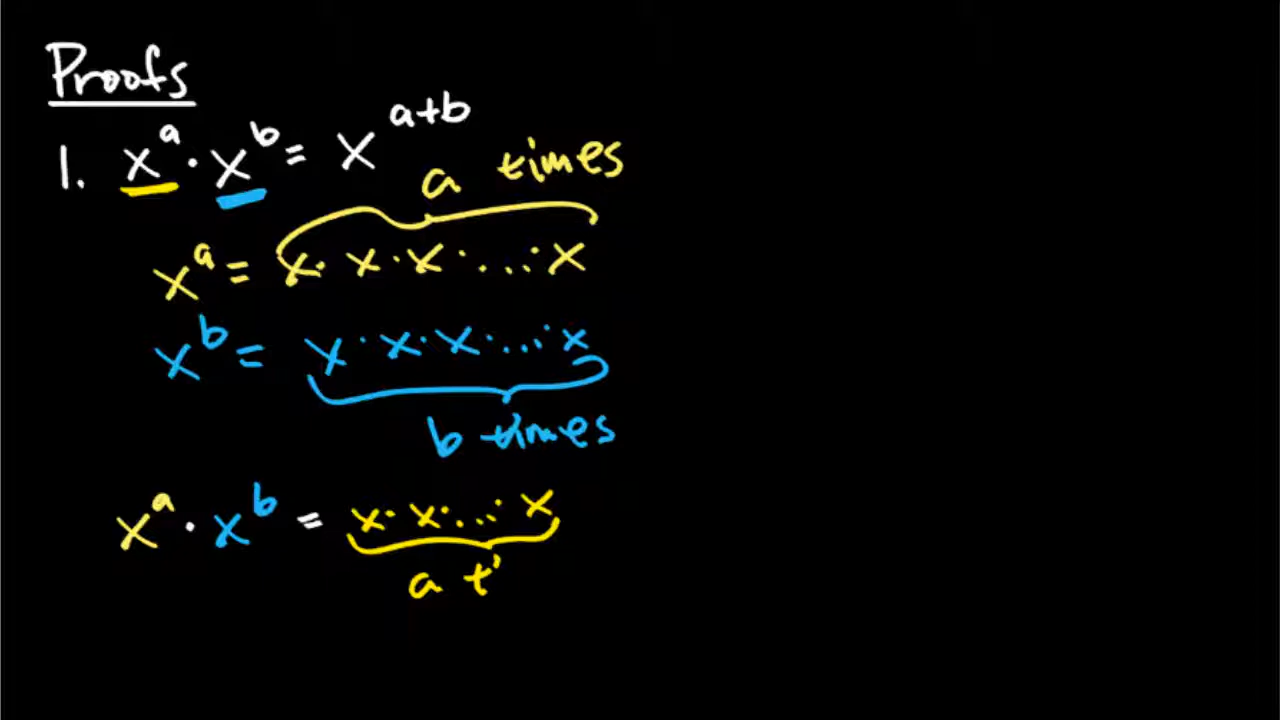 Proofs
1. x^a · x^b = x^{a+b}
a times
x^a = x · x · x · ... · x
x^b = x · x · x · ... · x
b times
x^a · x^b = x · x · ... · x
a t